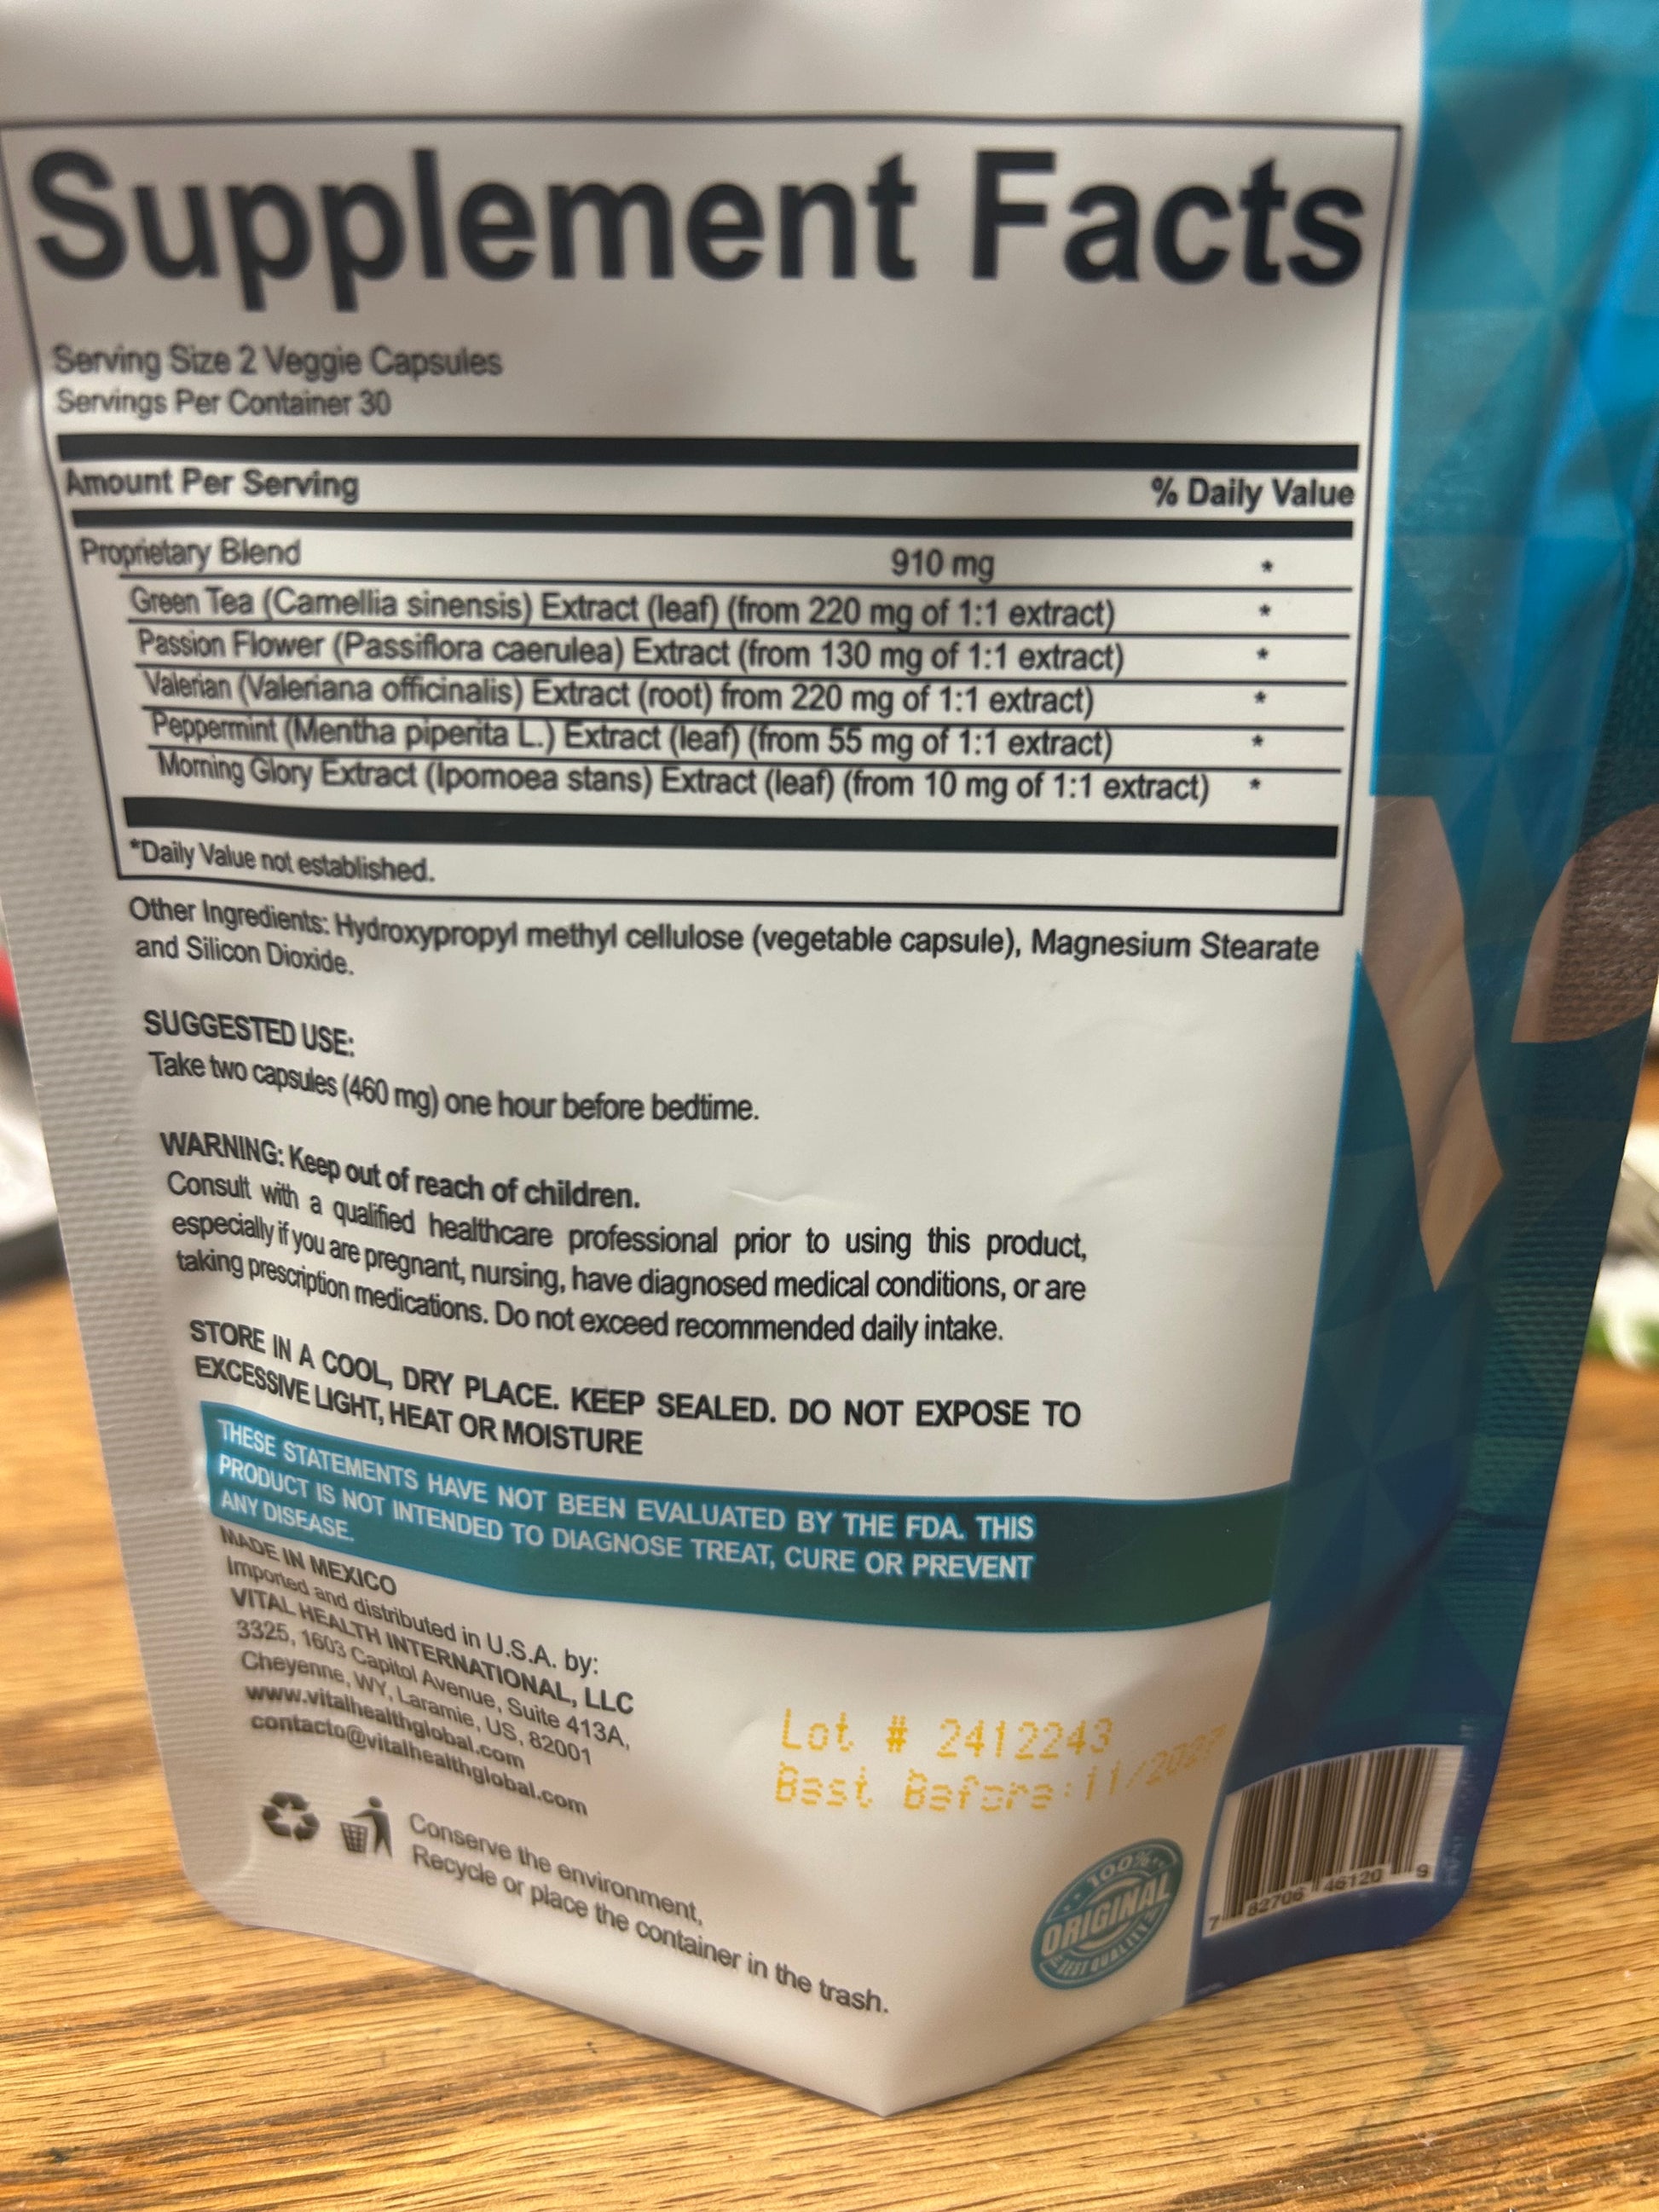 Supplement Facts
Serving Size 2 Veggie Capsules
Servings Per Container 30
Amount Per Serving % Daily Value
Proprietary Blend 910 mg *
Green Tea (Camellia sinensis) Extract (leaf) (from 220 mg of 1:1 extract) *
Passion Flower (Passiflora caerulea) Extract (from 130 mg of 1:1 extract) *
Valerian (Valeriana officinalis) Extract (root) from 220 mg of 1:1 extract) *
Peppermint (Mentha piperita L.) Extract (leaf) (from 55 mg of 1:1 extract) *
Morning Glory Extract (Ipomoea stans) Extract (leaf) (from 10 mg of 1:1 extract) *
*Daily Value not established.
Other Ingredients: Hydroxypropyl methyl cellulose (vegetable capsule), Magnesium Stearate
and Silicon Dioxide.
SUGGESTED USE:
Take two capsules (460 mg) one hour before bedtime.
WARNING: Keep out of reach of children.
Consult with a qualified healthcare professional prior to using this product,
especially if you are pregnant, nursing, have diagnosed medical conditions, or are
taking prescription medications. Do not exceed recommended daily intake.
STORE IN A COOL, DRY PLACE. KEEP SEALED. DO NOT EXPOSE TO
EXCESSIVE LIGHT, HEAT OR MOISTURE
THESE STATEMENTS HAVE NOT BEEN EVALUATED BY THE FDA. THIS
PRODUCT IS NOT INTENDED TO DIAGNOSE TREAT, CURE OR PREVENT
ANY DISEASE.
MADE IN MEXICO
Imported and distributed in U.S.A. by:
VITAL HEALTH INTERNATIONAL, LLC
3325, 1603 Capitol Avenue, Suite 413A,
Cheyenne, WY, Laramie, US, 82001
www.vitalhealthglobal.com
contacto@vitalhealthglobal.com
Lot # 2412243
Best Before:11/2027
Conserve the environment,
Recycle or place the container in the trash.
100%
ORIGINAL
BEST QUALITY
7 82706 46120 9